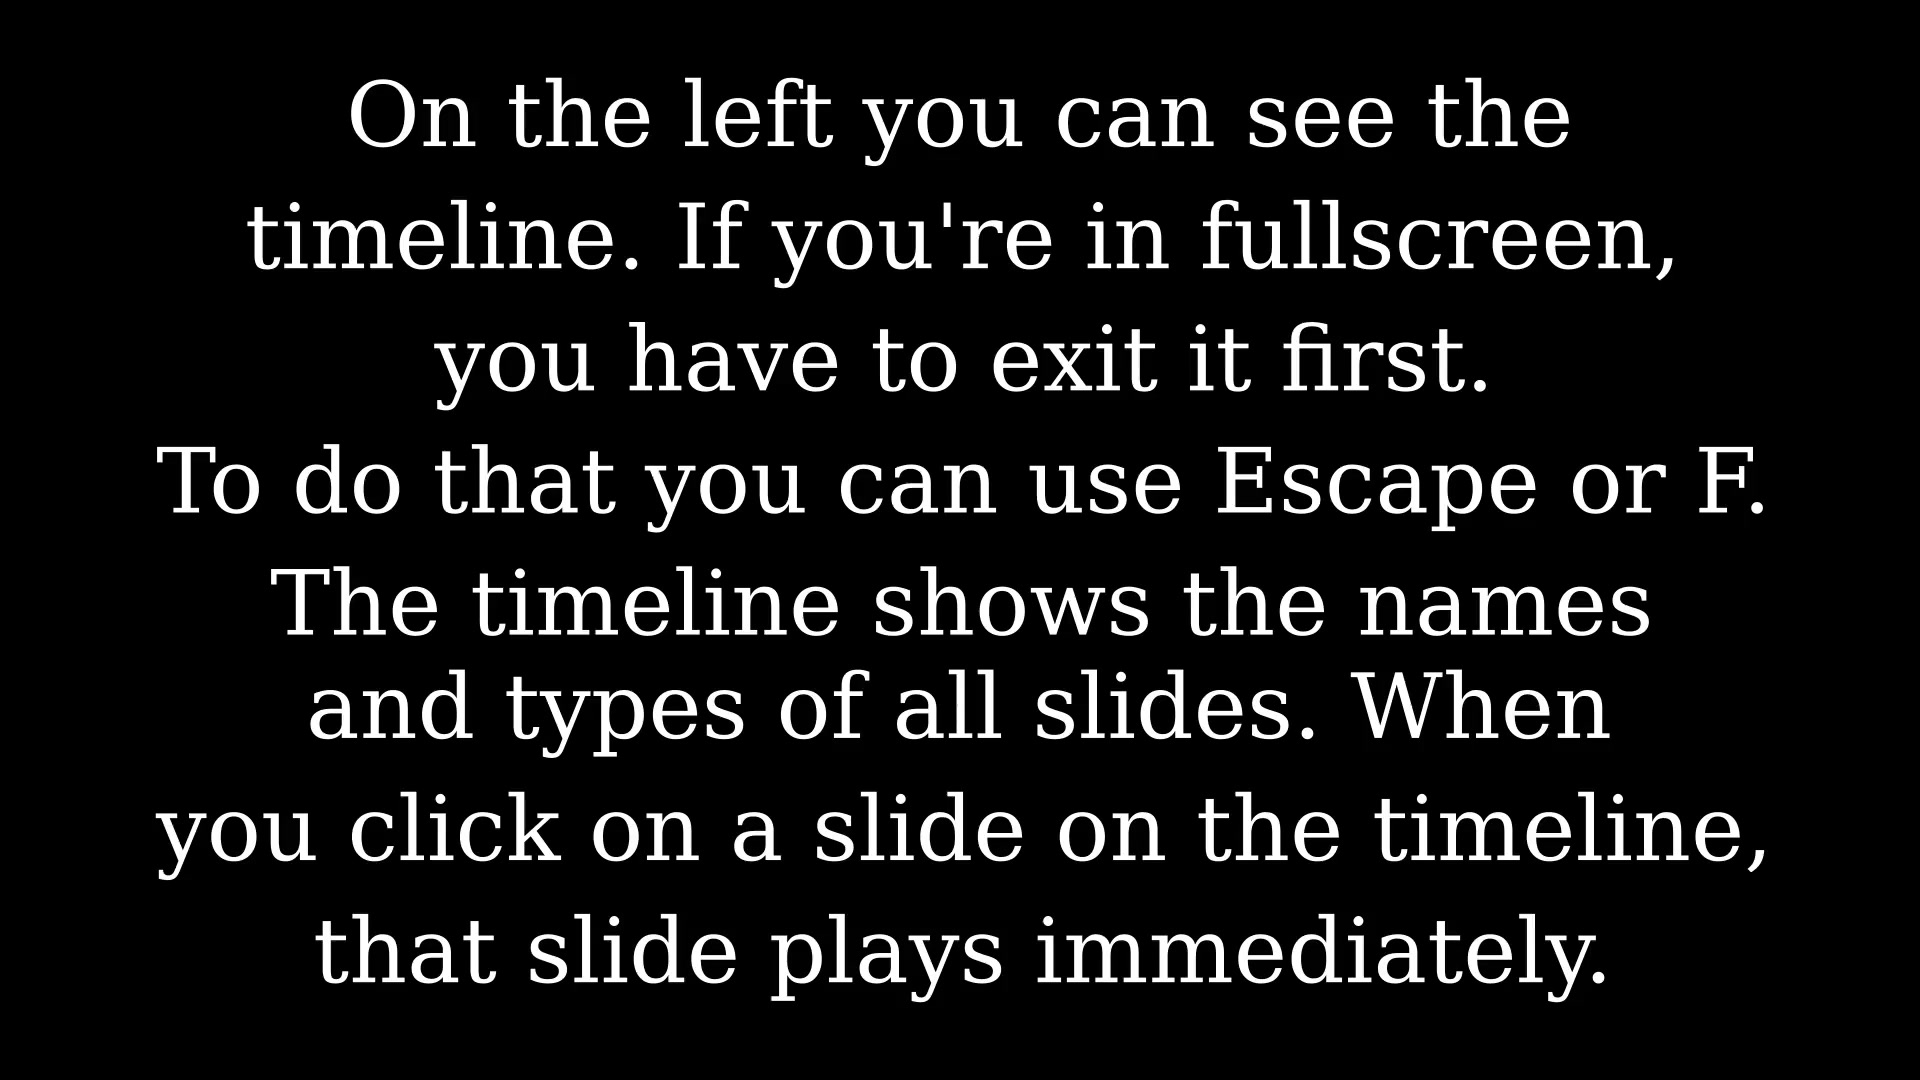 On the left you can see the
timeline. If you're in fullscreen,
you have to exit it first.
To do that you can use Escape or F.
The timeline shows the names
and types of all slides. When
you click on a slide on the timeline,
that slide plays immediately.